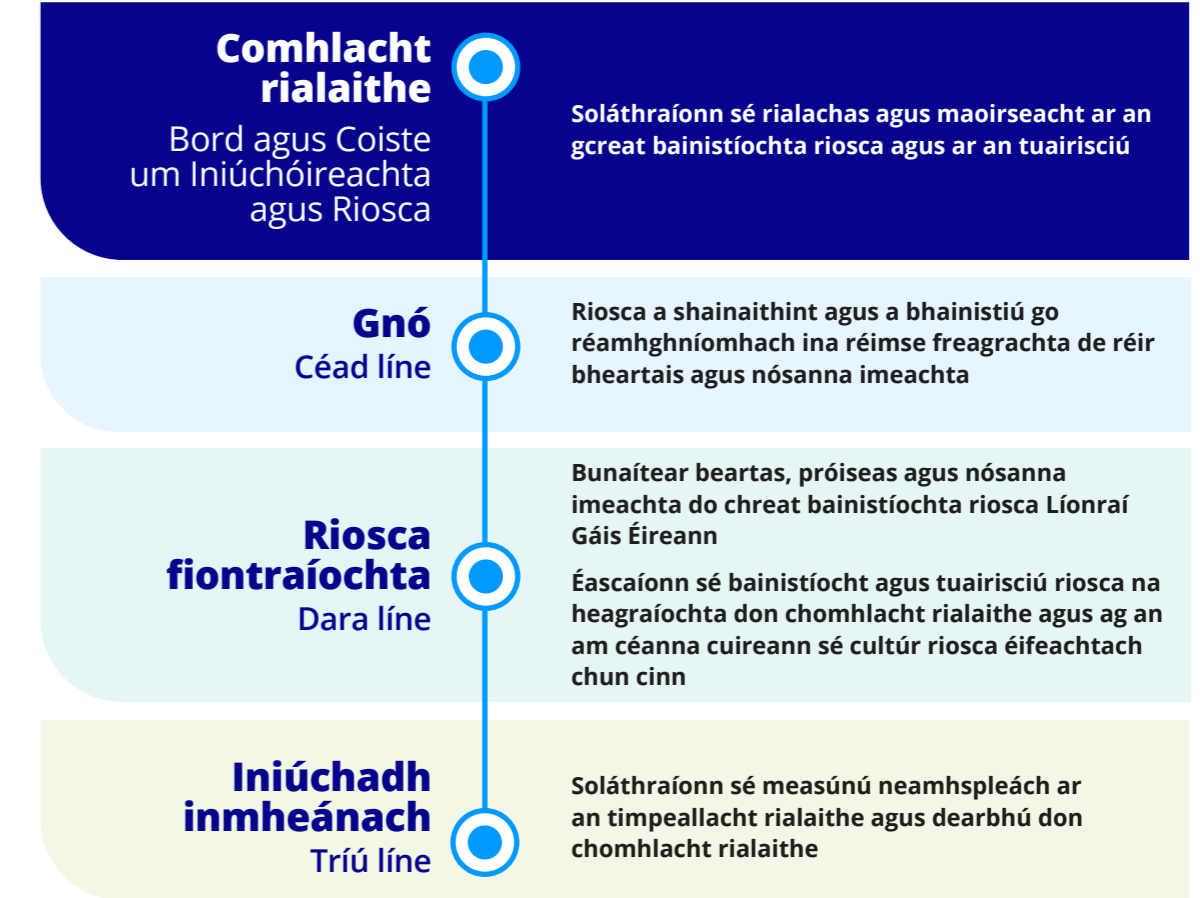 Comhlacht
rialaithe
Bord agus Coiste
um Iniúchóireachta
agus Riosca
Soláthraíonn sé rialachas agus maoirseacht ar an
gcreat bainistíochta riosca agus ar an tuairisciú
Gnó
Céad líne
Riosca a shainaithint agus a bhainistiú go
réamhghníomhach ina réimse freagrachta de réir
bheartais agus nósanna imeachta
Riosca
fiontraíochta
Dara líne
Bunaítear beartas, próiseas agus nósanna
imeachta do chreat bainistíochta riosca Líonraí
Gáis Éireann
Éascaíonn sé bainistíocht agus tuairisciú riosca na
heagraíochta don chomhlacht rialaithe agus ag an
am céanna cuireann sé cultúr riosca éifeachtach
chun cinn
Iniúchadh
inmheánach
Tríú líne
Soláthraíonn sé measúnú neamhspleách ar
an timpeallacht rialaithe agus dearbhú don
chomhlacht rialaithe